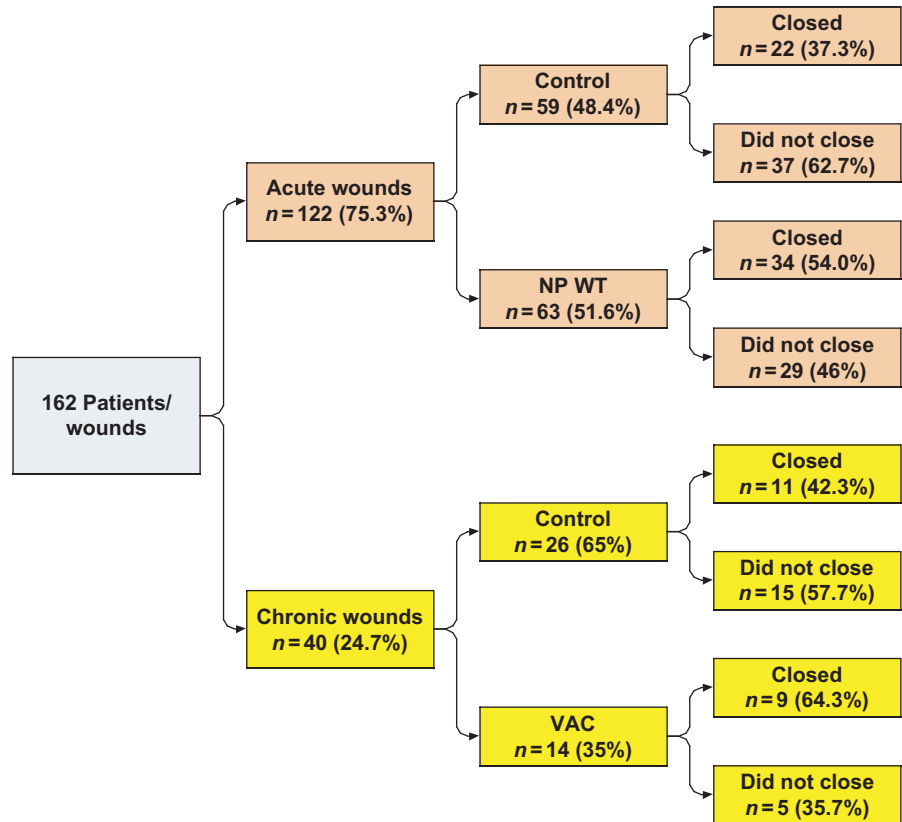 162 Patients/
wounds
Acute wounds
n = 122 (75.3%)
Control
n = 59 (48.4%)
Closed
n = 22 (37.3%)
Did not close
n = 37 (62.7%)
NP WT
n = 63 (51.6%)
Closed
n = 34 (54.0%)
Did not close
n = 29 (46%)
Chronic wounds
n = 40 (24.7%)
Control
n = 26 (65%)
Closed
n = 11 (42.3%)
Did not close
n = 15 (57.7%)
VAC
n = 14 (35%)
Closed
n = 9 (64.3%)
Did not close
n = 5 (35.7%)